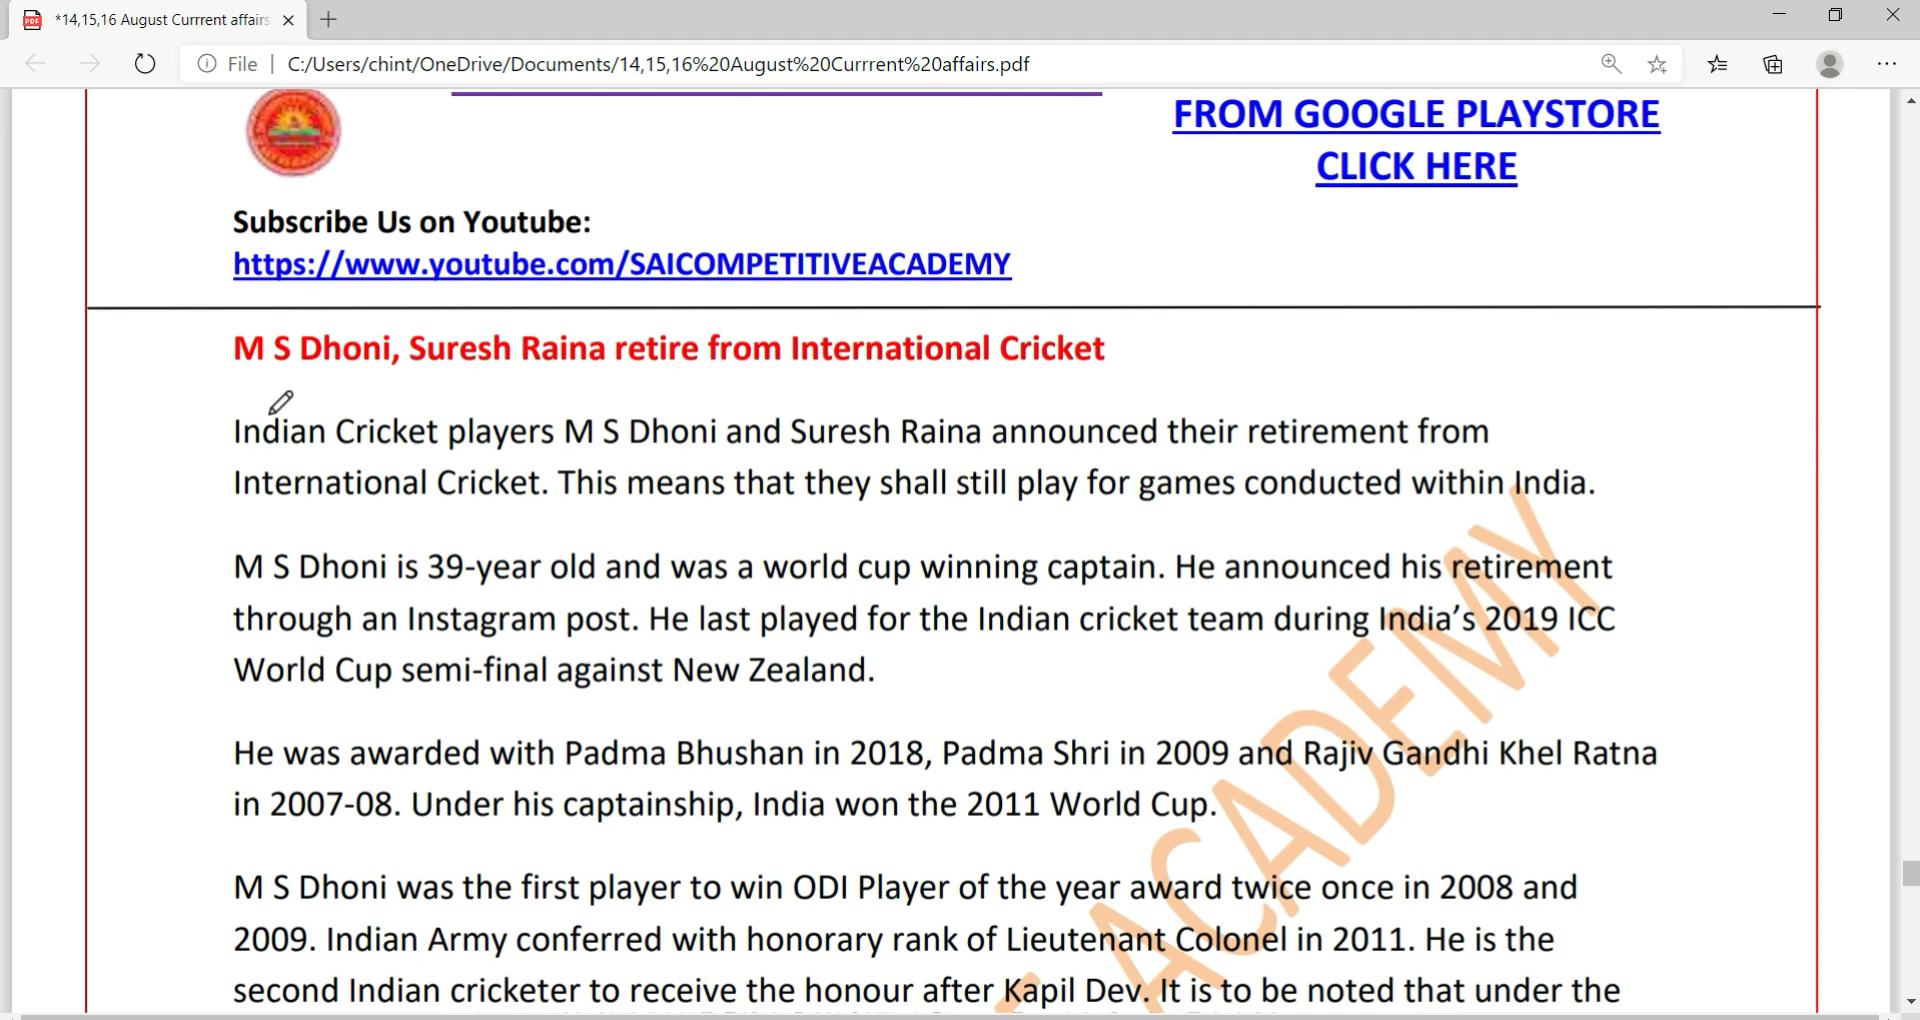 *14,15,16 August Currrent affairs
File | C:/Users/chint/OneDrive/Documents/14,15,16%20August%20Currrent%20affairs.pdf
FROM GOOGLE PLAYSTORE
CLICK HERE
Subscribe Us on Youtube:
https://www.youtube.com/SAICOMPETITIVEACADEMY
M S Dhoni, Suresh Raina retire from International Cricket
Indian Cricket players M S Dhoni and Suresh Raina announced their retirement from
International Cricket. This means that they shall still play for games conducted within India.
M S Dhoni is 39-year old and was a world cup winning captain. He announced his retirement
through an Instagram post. He last played for the Indian cricket team during India’s 2019 ICC
World Cup semi-final against New Zealand.
He was awarded with Padma Bhushan in 2018, Padma Shri in 2009 and Rajiv Gandhi Khel Ratna
in 2007-08. Under his captainship, India won the 2011 World Cup.
M S Dhoni was the first player to win ODI Player of the year award twice once in 2008 and
2009. Indian Army conferred with honorary rank of Lieutenant Colonel in 2011. He is the
second Indian cricketer to receive the honour after Kapil Dev. It is to be noted that under the
ACADEMY